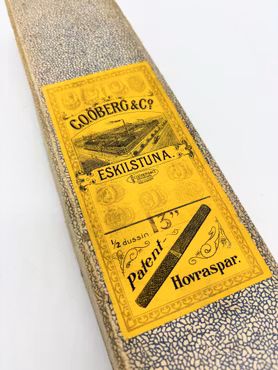 C.O. ÖBERG & Cº
ESKILSTUNA.
½ dussin 13"
Patent
Hovraspar.